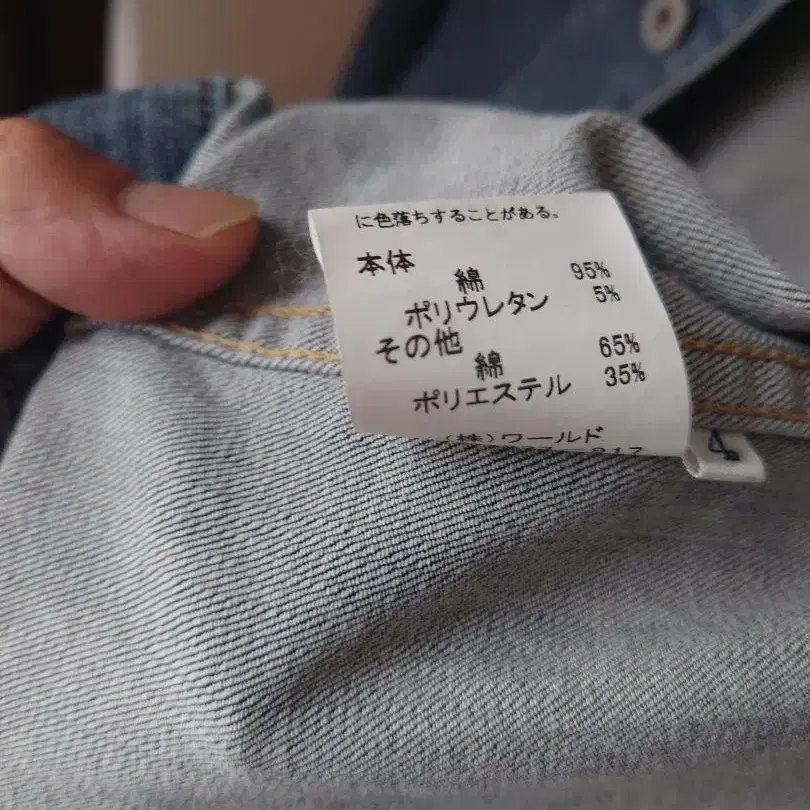 に色落ちすることがある。
本体
綿 95%
ポリウレタン 5%
その他
綿 65%
ポリエステル 35%
(株)ワールド
4